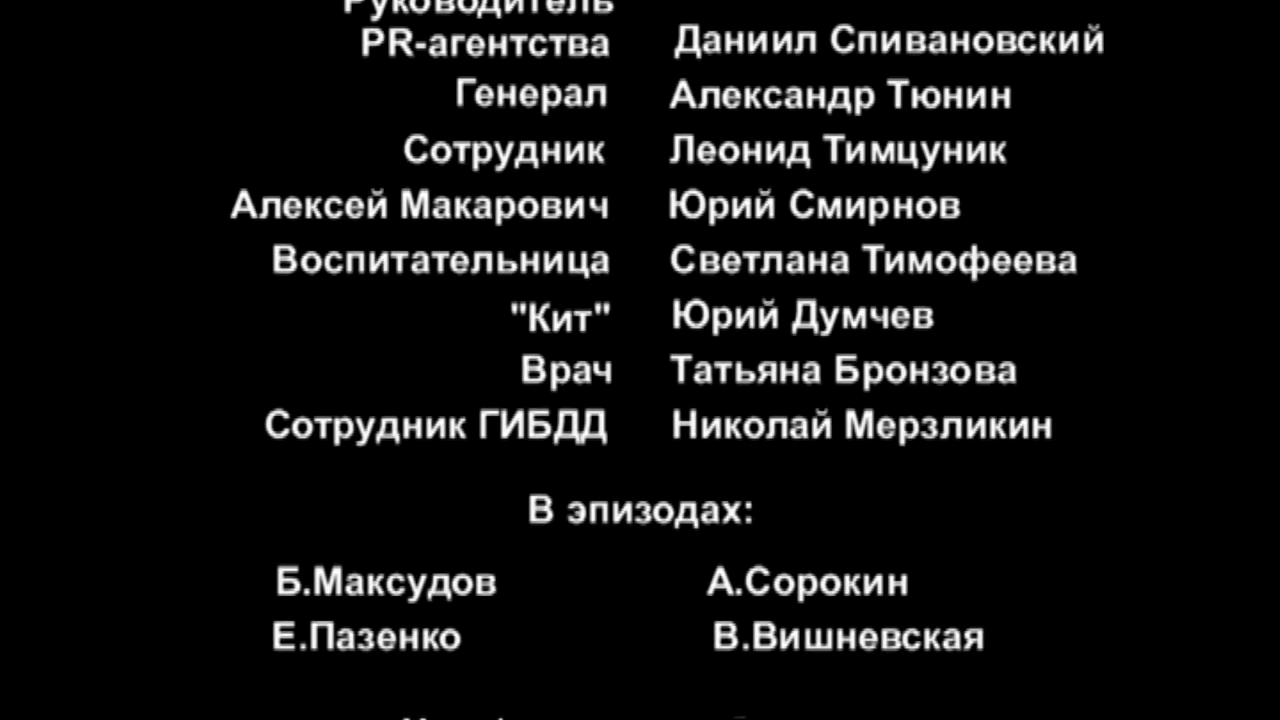 Руководитель
PR-агентства Даниил Спивановский
Генерал Александр Тюнин
Сотрудник Леонид Тимцуник
Алексей Макарович Юрий Смирнов
Воспитательница Светлана Тимофеева
"Кит" Юрий Думчев
Врач Татьяна Бронзова
Сотрудник ГИБДД Николай Мерзликин
В эпизодах:
Б.Максудов А.Сорокин
Е.Пазенко В.Вишневская